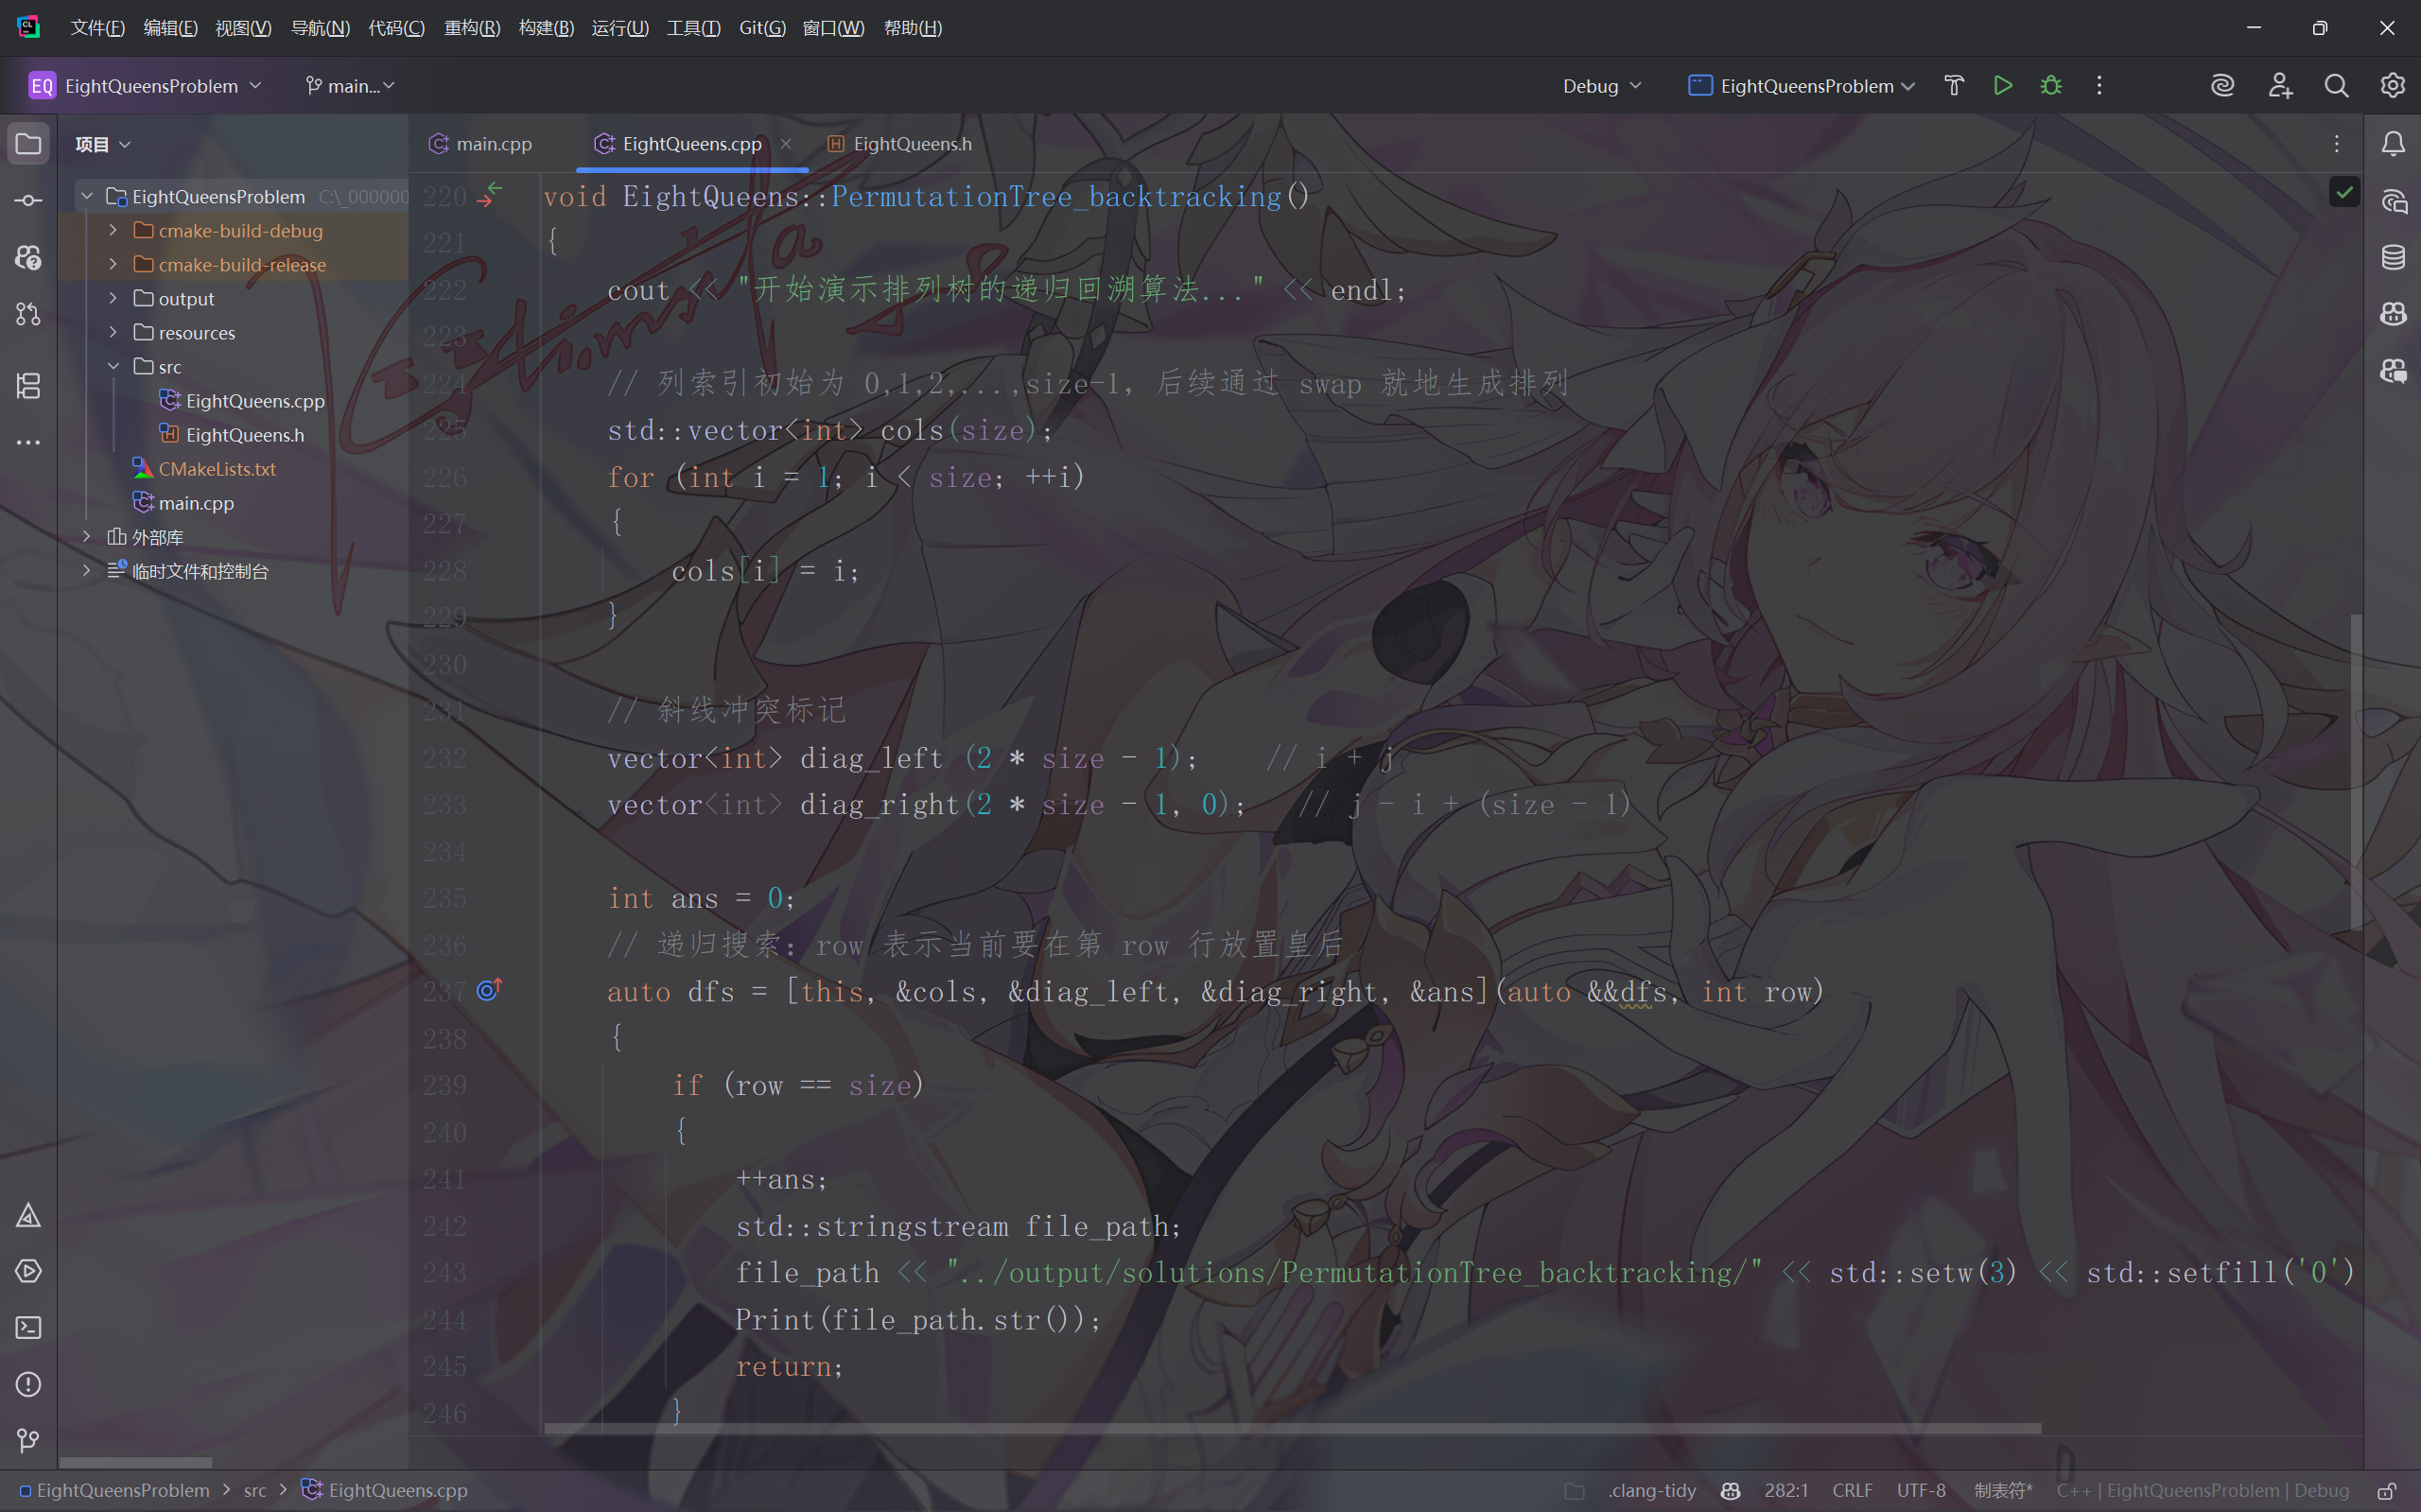 文件(F) 编辑(E) 视图(V) 导航(N) 代码(C) 重构(R) 构建(B) 运行(U) 工具(T) Git(G) 窗口(W) 帮助(H)
EQ EightQueensProblem main... Debug EightQueensProblem
项目 main.cpp EightQueens.cpp EightQueens.h
EightQueensProblem C:\_000000
cmake-build-debug
cmake-build-release
output
resources
src
EightQueens.cpp
EightQueens.h
CMakeLists.txt
main.cpp
外部库
临时文件和控制台
220 void EightQueens::PermutationTree_backtracking()
221 {
222 cout << "开始演示排列树的递归回溯算法..." << endl;
223
224 // 列索引初始为 0,1,2,...,size-1, 后续通过 swap 就地生成排列
225 std::vector<int> cols(size);
226 for (int i = 1; i < size; ++i)
227 {
228 cols[i] = i;
229 }
230
231 // 斜线冲突标记
232 vector<int> diag_left (2 * size - 1); // i + j
233 vector<int> diag_right(2 * size - 1, 0); // j - i + (size - 1)
234
235 int ans = 0;
236 // 递归搜索: row 表示当前要在第 row 行放置皇后
237 auto dfs = [this, &cols, &diag_left, &diag_right, &ans](auto &&dfs, int row)
238 {
239 if (row == size)
240 {
241 ++ans;
242 std::stringstream file_path;
243 file_path << "../output/solutions/PermutationTree_backtracking/" << std::setw(3) << std::setfill('0')
244 Print(file_path.str());
245 return;
246 }
EightQueensProblem > src > EightQueens.cpp .clang-tidy 282:1 CRLF UTF-8 制表符* C++ | EightQueensProblem | Debug